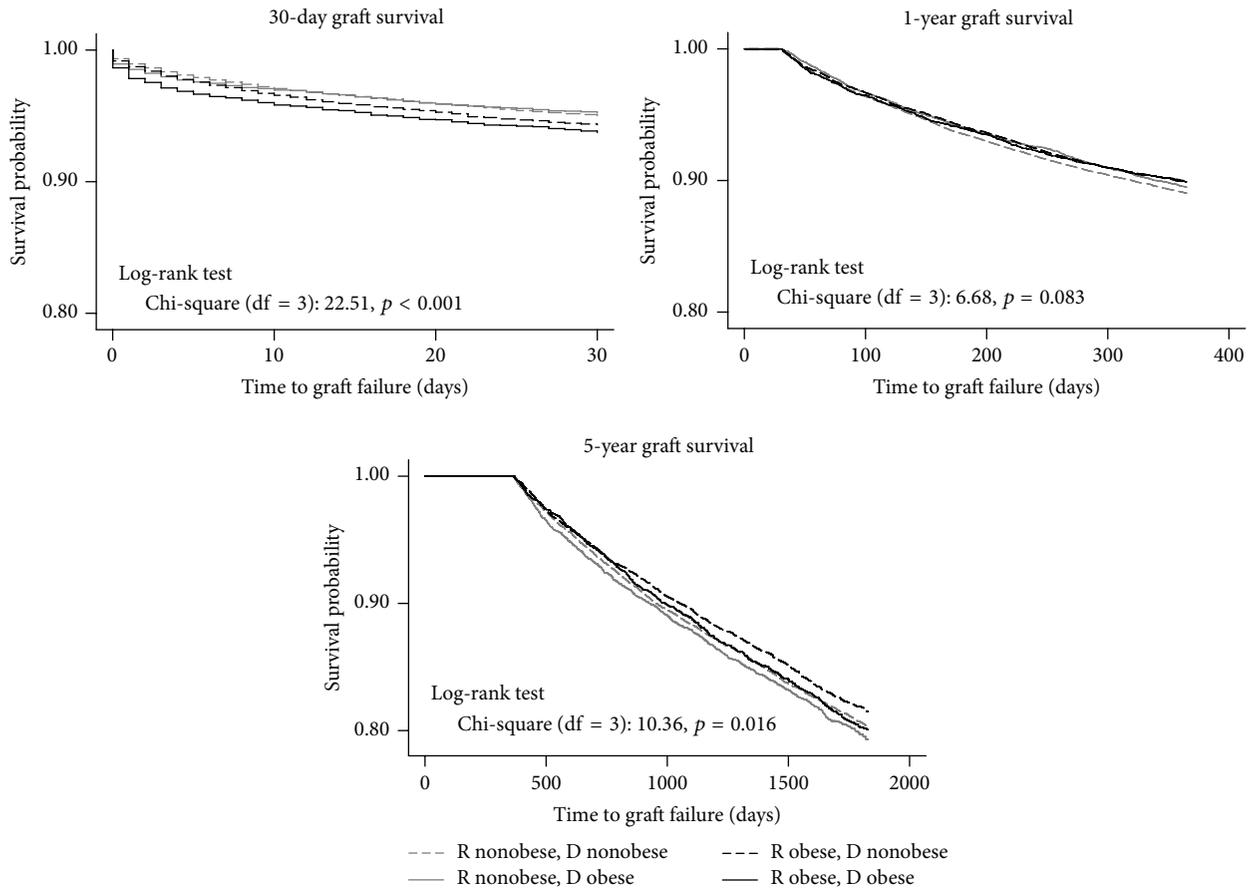 30-day graft survival
1.00
0.90
0.80
Survival probability
Log-rank test
Chi-square (df = 3): 22.51, p < 0.001
0
10
20
30
Time to graft failure (days)
1-year graft survival
1.00
0.90
0.80
Survival probability
Log-rank test
Chi-square (df = 3): 6.68, p = 0.083
0
100
200
300
400
Time to graft failure (days)
5-year graft survival
1.00
0.90
0.80
Survival probability
Log-rank test
Chi-square (df = 3): 10.36, p = 0.016
0
500
1000
1500
2000
Time to graft failure (days)
R nonobese, D nonobese
R nonobese, D obese
R obese, D nonobese
R obese, D obese